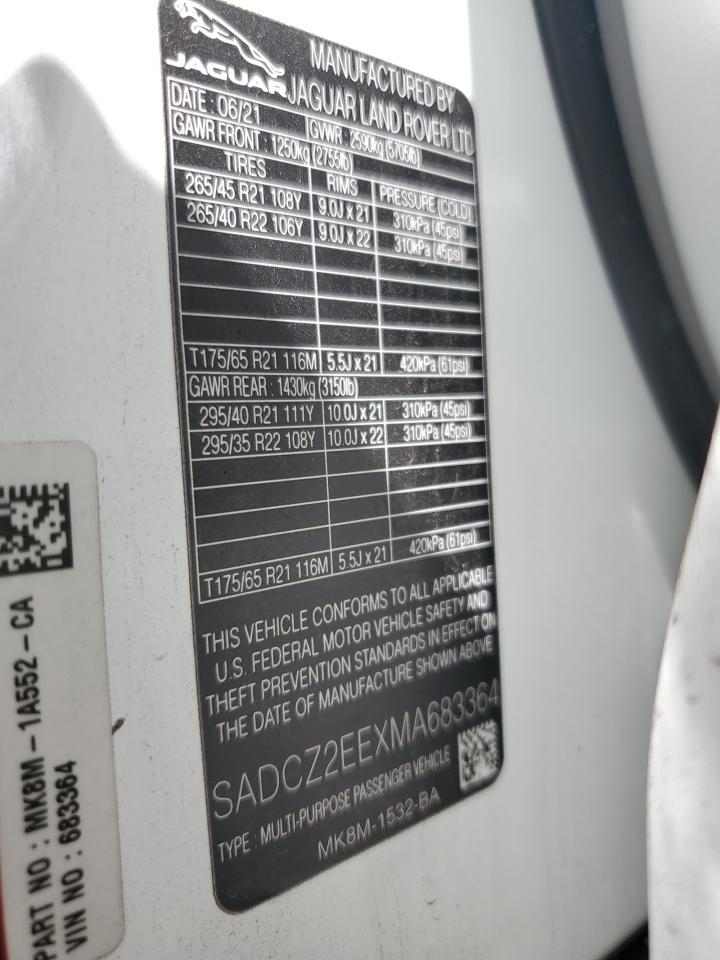 JAGUAR
MANUFACTURED BY
JAGUAR LAND ROVER LTD
DATE : 06/21 GVWR : 2590kg (5705lb)
GAWR FRONT : 1250kg (2755lb)
TIRES RIMS PRESSURE (COLD)
265/45 R21 108Y 9.0J x 21 310kPa (45psi)
265/40 R22 106Y 9.0J x 22 310kPa (45psi)
T175/65 R21 116M 5.5J x 21 420kPa (61psi)
GAWR REAR : 1430kg (3150lb)
295/40 R21 111Y 10.0J x 21 310kPa (45psi)
295/35 R22 108Y 10.0J x 22 310kPa (45psi)
T175/65 R21 116M 5.5J x 21 420kPa (61psi)
THIS VEHICLE CONFORMS TO ALL APPLICABLE
U.S. FEDERAL MOTOR VEHICLE SAFETY AND
THEFT PREVENTION STANDARDS IN EFFECT ON
THE DATE OF MANUFACTURE SHOWN ABOVE
SADCZ2EEXMA683364
TYPE : MULTI-PURPOSE PASSENGER VEHICLE
MK8M-1532-BA
PART NO : MK8M-1A552-CA
VIN NO : 683364